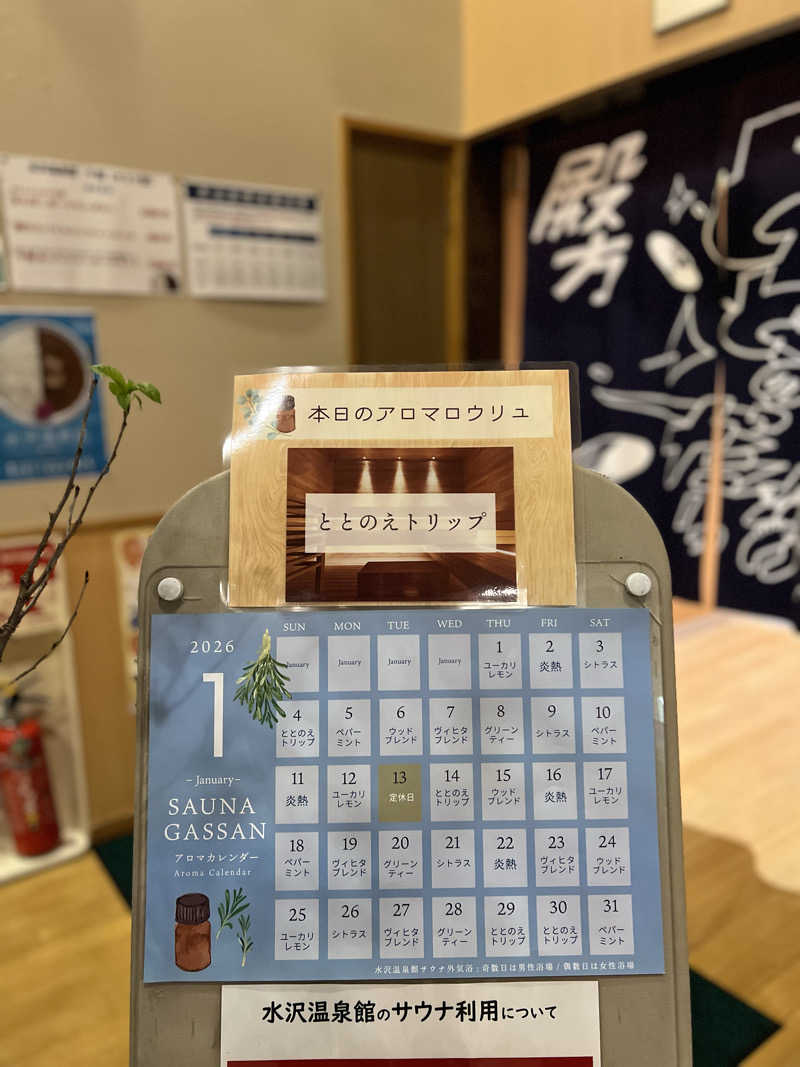 殿方
本日のアロマロウリュ
ととのえトリップ
2026
1
－January－
SAUNA
GASSAN
アロマカレンダー
Aroma Calendar
SUN MON TUE WED THU FRI SAT
January January January January 1 2 3
ユーカリ
レモン
炎熱
シトラス
4 5 6 7 8 9 10
ととのえ
トリップ
ペパー
ミント
ウッド
ブレンド
ヴィヒタ
ブレンド
グリーン
ティー
シトラス
ペパー
ミント
11 12 13 14 15 16 17
炎熱
ユーカリ
レモン
定休日
ととのえ
トリップ
ウッド
ブレンド
炎熱
ユーカリ
レモン
18 19 20 21 22 23 24
ペパー
ミント
ヴィヒタ
ブレンド
グリーン
ティー
シトラス
炎熱
ヴィヒタ
ブレンド
ウッド
ブレンド
25 26 27 28 29 30 31
ユーカリ
レモン
シトラス
ヴィヒタ
ブレンド
グリーン
ティー
ととのえ
トリップ
ととのえ
トリップ
ペパー
ミント
水沢温泉館サウナ外気浴：奇数日は男性浴場 / 偶数日は女性浴場
水沢温泉館のサウナ利用について